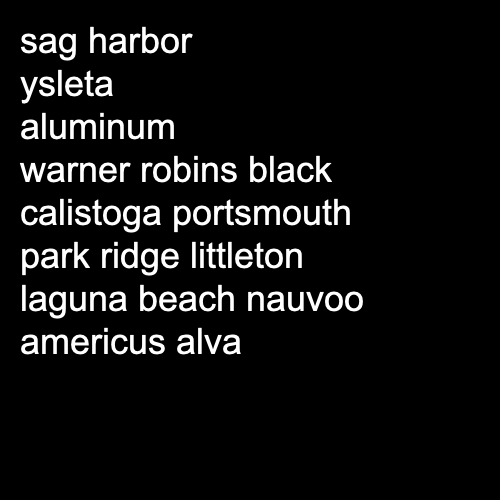 sag harbor
ysleta
aluminum
warner robins black
calistoga portsmouth
park ridge littleton
laguna beach nauvoo
americus alva